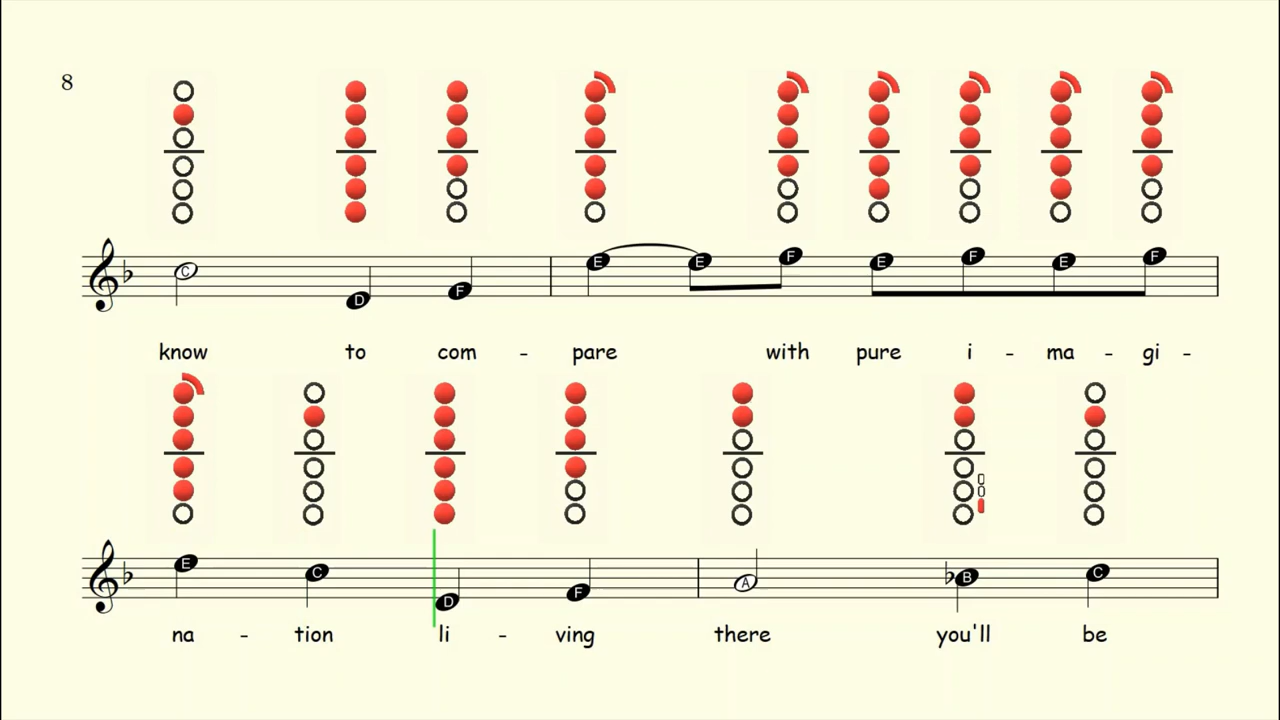 8
C D F E E F E F E F
know to com - pare with pure i - ma - gi -
E C D F A B C
na - tion li - ving there you'll be